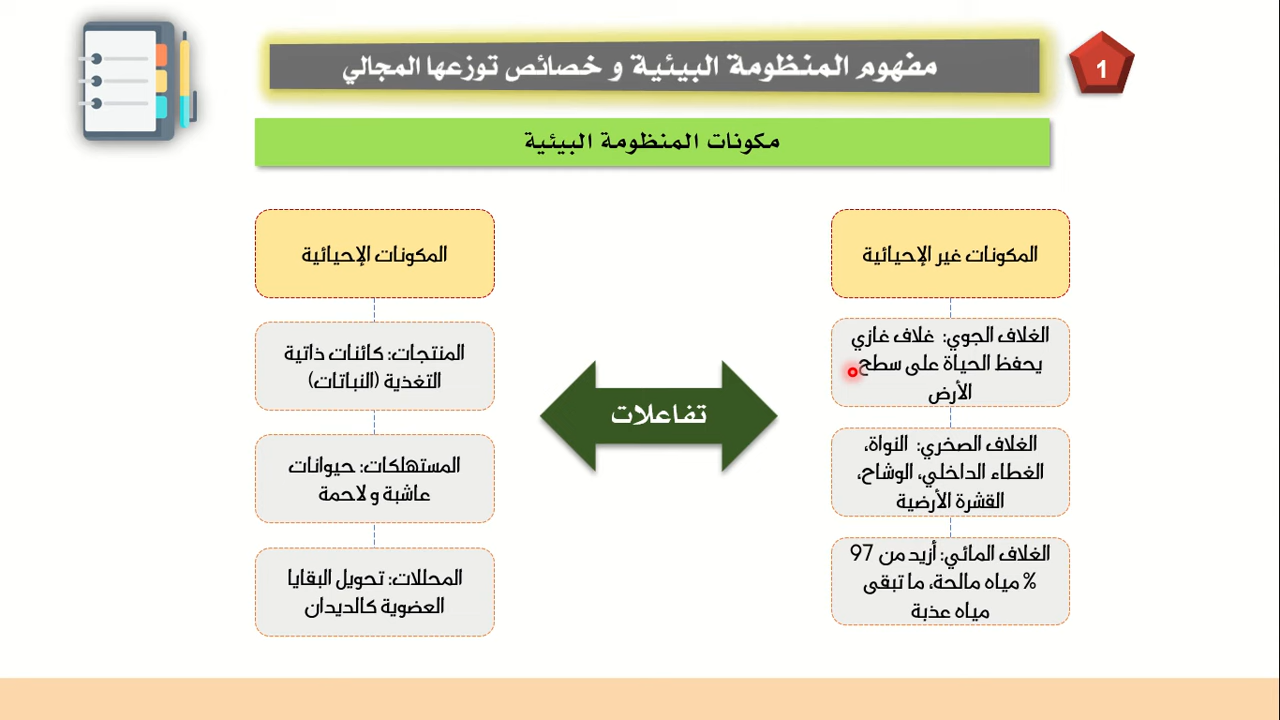 1
مفهوم المنظومة البيئية و خصائص توزعها المجالي
مكونات المنظومة البيئية
المكونات غير الإحيائية
الغلاف الجوي: غلاف غازي
يحفظ الحياة على سطح
الأرض
الغلاف الصخري: النواة،
الغطاء الداخلي، الوشاح،
القشرة الأرضية
الغلاف المائي: أزيد من 97
% مياه مالحة، ما تبقى
مياه عذبة
تفاعلات
المكونات الإحيائية
المنتجات: كائنات ذاتية
التغذية (النباتات)
المستهلكات: حيوانات
عاشبة و لاحمة
المحللات: تحويل البقايا
العضوية كالديدان